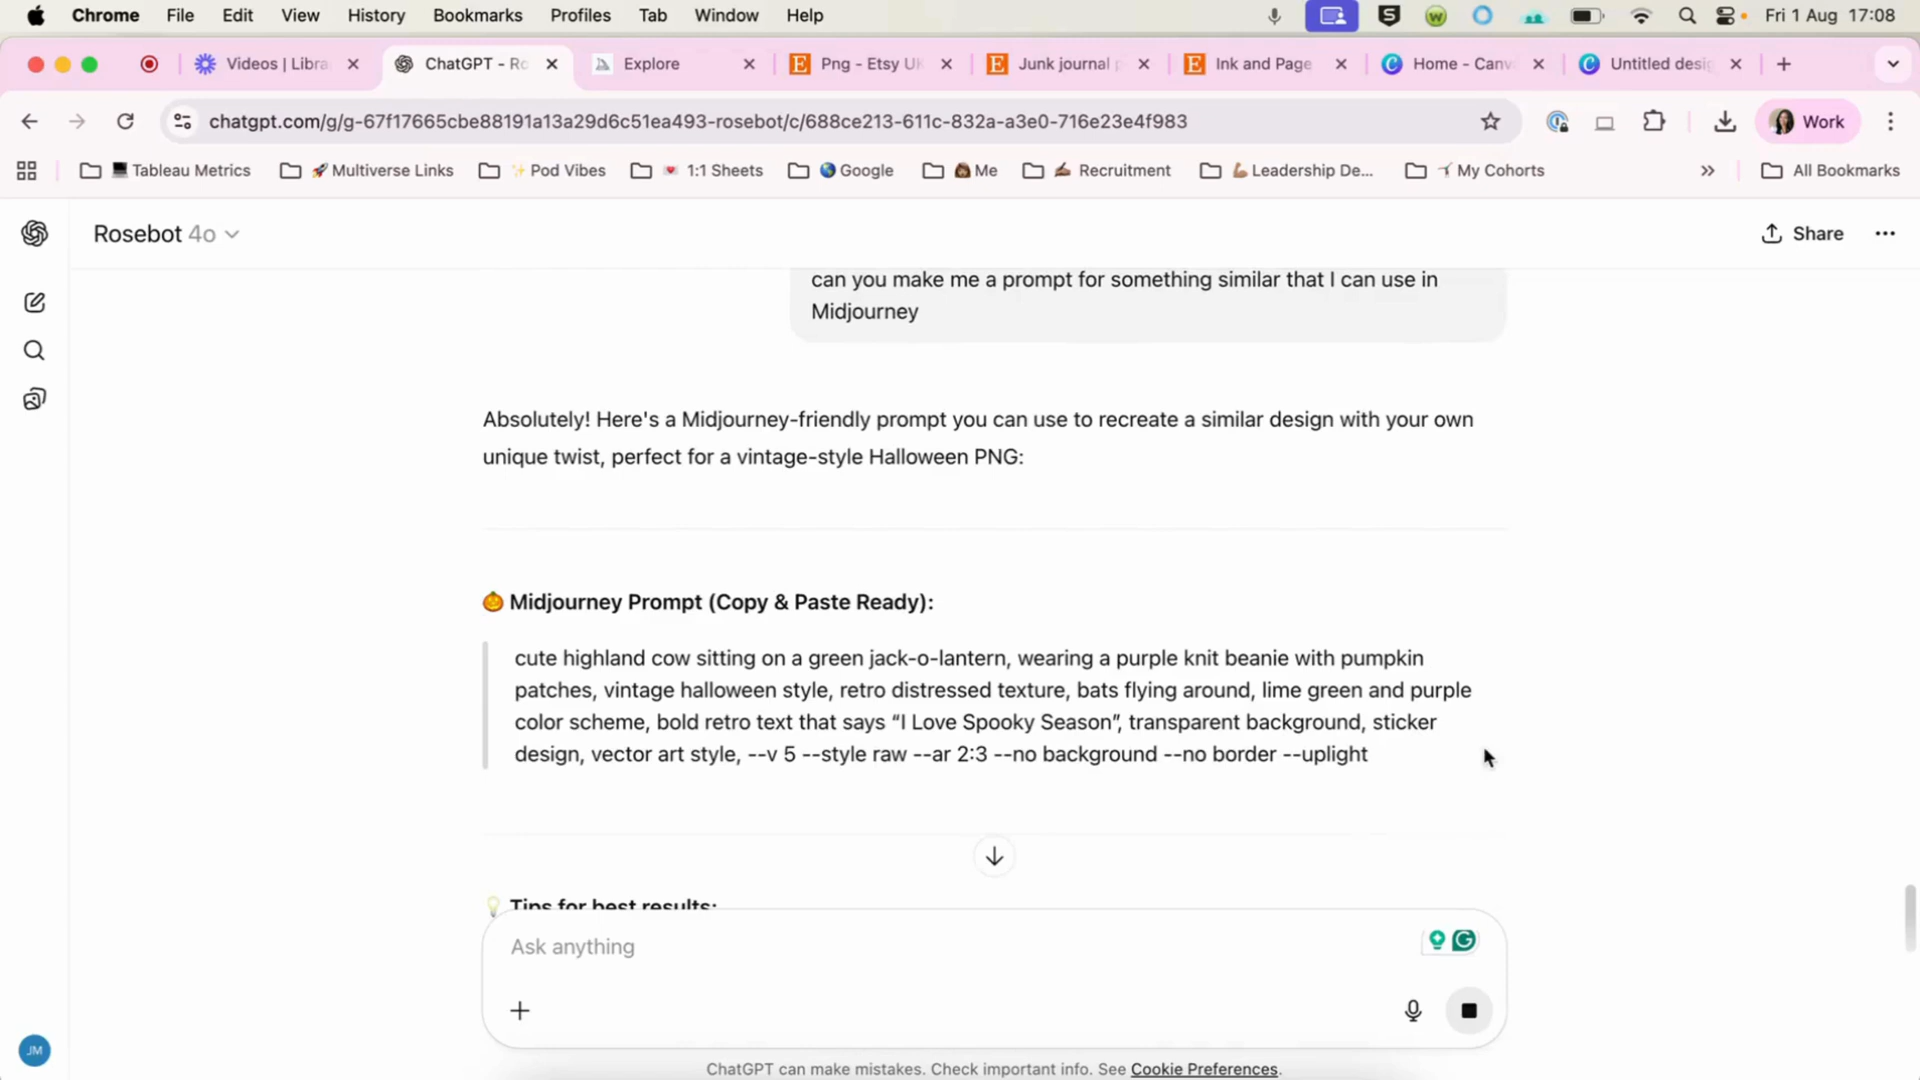 Chrome File Edit View History Bookmarks Profiles Tab Window Help Fri 1 Aug 17:08
Videos | Libra ChatGPT - Ro Explore Png - Etsy UK Junk journal p Ink and Page Home - Canv Untitled desig
chatgpt.com/g/g-67f17665cbe88191a13a29d6c51ea493-rosebot/c/688ce213-611c-832a-a3e0-716e23e4f983 Work
Tableau Metrics Multiverse Links Pod Vibes 1:1 Sheets Google Me Recruitment Leadership De... My Cohorts All Bookmarks
Rosebot 4o Share
can you make me a prompt for something similar that I can use in
Midjourney
Absolutely! Here's a Midjourney-friendly prompt you can use to recreate a similar design with your own
unique twist, perfect for a vintage-style Halloween PNG:
Midjourney Prompt (Copy & Paste Ready):
cute highland cow sitting on a green jack-o-lantern, wearing a purple knit beanie with pumpkin
patches, vintage halloween style, retro distressed texture, bats flying around, lime green and purple
color scheme, bold retro text that says “I Love Spooky Season”, transparent background, sticker
design, vector art style, --v 5 --style raw --ar 2:3 --no background --no border --uplight
Tips for best results:
Ask anything
JM
ChatGPT can make mistakes. Check important info. See Cookie Preferences.